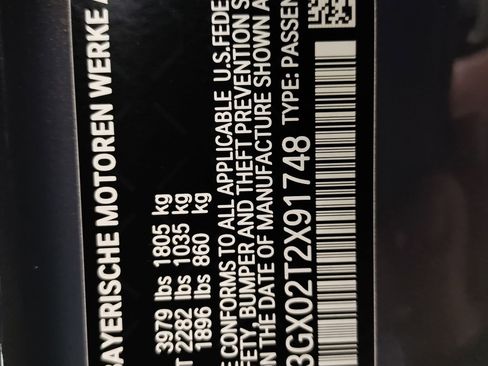 BAYERISCHE MOTOREN WERKE A
3979 lbs 1805 kg
T 2282 lbs 1035 kg
1896 lbs 860 kg
CONFORMS TO ALL APPLICABLE U.S.FEDE
FETY, BUMPER AND THEFT PREVENTION S
ON THE DATE OF MANUFACTURE SHOWN A
3GX02T2X91748 TYPE: PASSEN